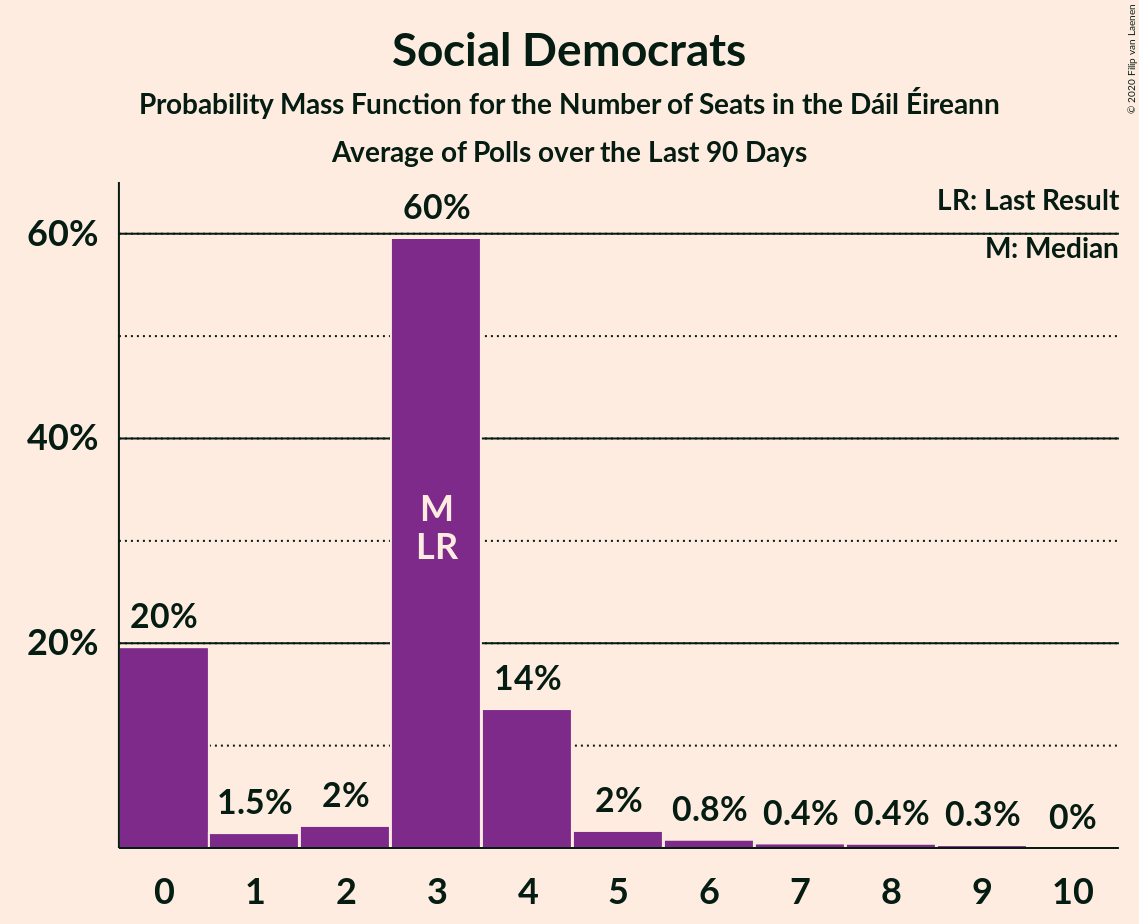 Social Democrats
Probability Mass Function for the Number of Seats in the Dáil Éireann
Average of Polls over the Last 90 Days
© 2020 Filip van Laenen
LR: Last Result
M: Median
60%
40%
20%
20%
1.5%
2%
60%
M
LR
14%
2%
0.8%
0.4%
0.4%
0.3%
0%
0 1 2 3 4 5 6 7 8 9 10